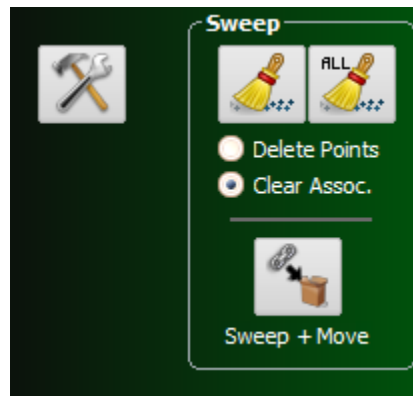 Sweep
ALL
Delete Points
Clear Assoc.
Sweep + Move